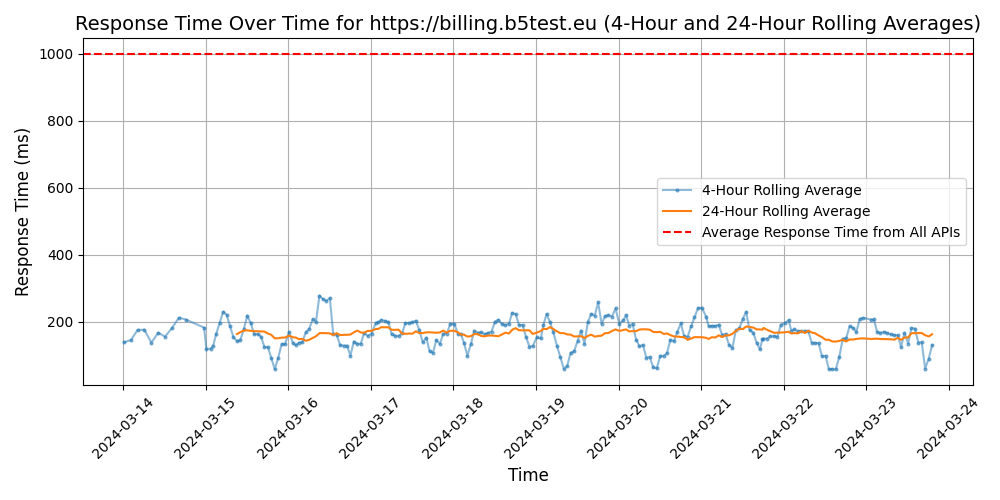 Response Time Over Time for https://billing.b5test.eu (4-Hour and 24-Hour Rolling Averages)
Response Time (ms)
1000
800
600
400
200
4-Hour Rolling Average
24-Hour Rolling Average
Average Response Time from All APIs
2024-03-14
2024-03-15
2024-03-16
2024-03-17
2024-03-18
2024-03-19
2024-03-20
2024-03-21
2024-03-22
2024-03-23
2024-03-24
Time